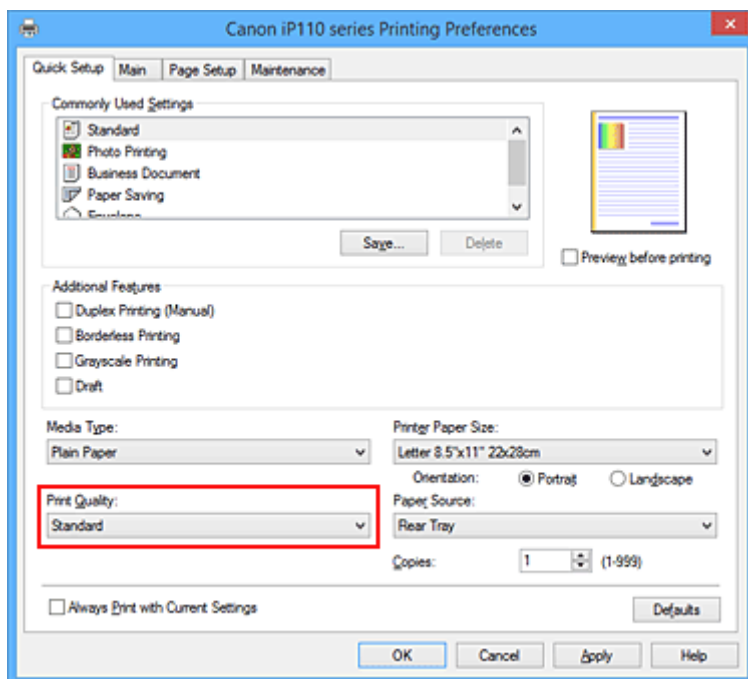 Canon iP110 series Printing Preferences
Quick Setup Main Page Setup Maintenance
Commonly Used Settings
Standard
Photo Printing
Business Document
Paper Saving
Envelope
Save... Delete
Preview before printing
Additional Features
Duplex Printing (Manual)
Borderless Printing
Grayscale Printing
Draft
Media Type: Printer Paper Size:
Plain Paper Letter 8.5"x11" 22x28cm
Orientation: Portrait Landscape
Print Quality: Paper Source:
Standard Rear Tray
Copies: 1 (1-999)
Always Print with Current Settings Defaults
OK Cancel Apply Help